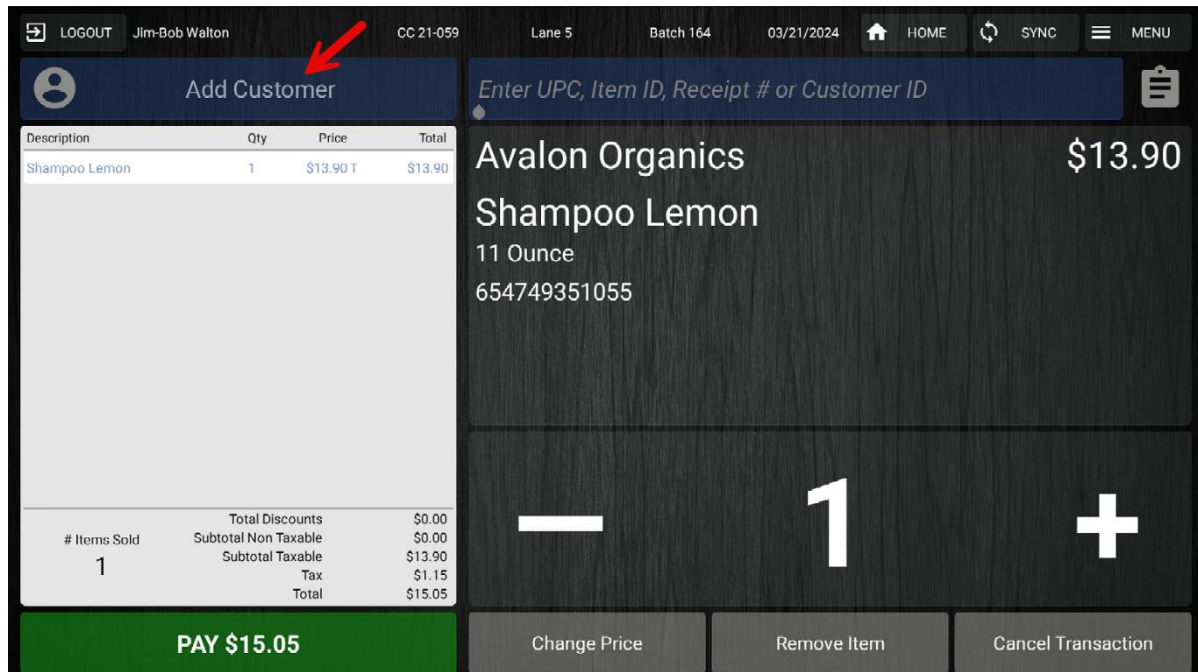 LOGOUT Jim-Bob Walton CC 21-059 Lane 5 Batch 164 03/21/2024 HOME SYNC MENU
Add Customer
Enter UPC, Item ID, Receipt # or Customer ID
Description Qty Price Total
Shampoo Lemon 1 $13.90 T $13.90
Avalon Organics $13.90
Shampoo Lemon
11 Ounce
654749351055
# Items Sold
1
Total Discounts $0.00
Subtotal Non Taxable $0.00
Subtotal Taxable $13.90
Tax $1.15
Total $15.05
1
PAY $15.05
Change Price
Remove Item
Cancel Transaction